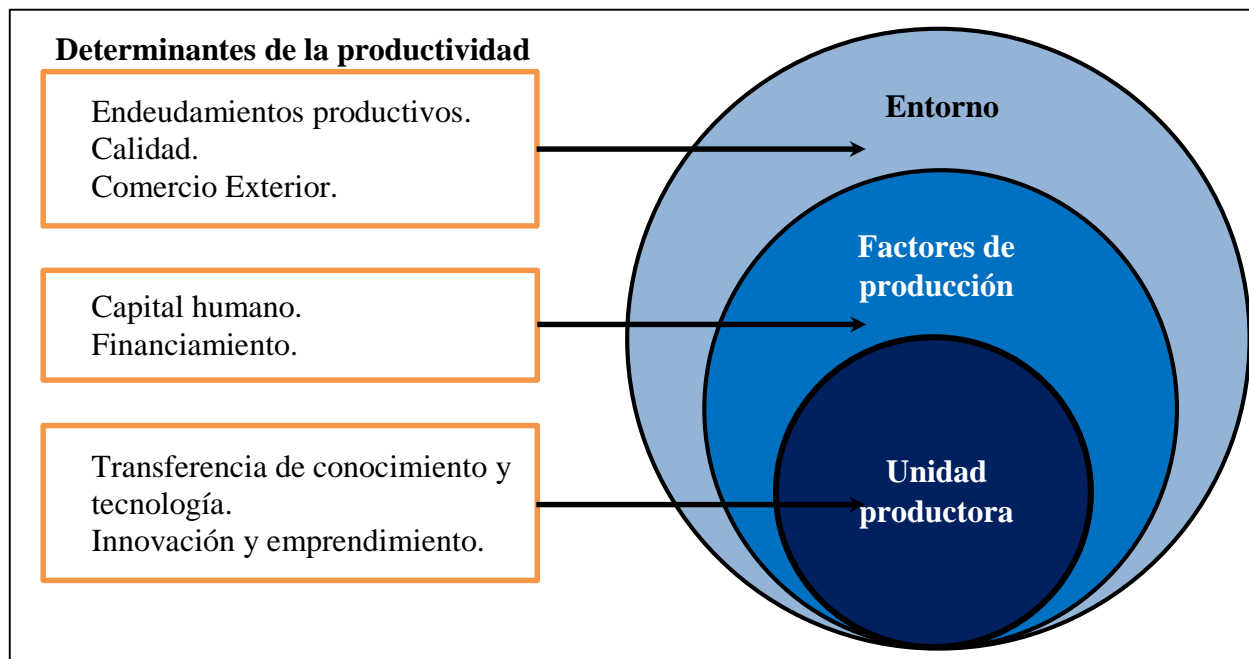 Determinantes de la productividad
Endeudamientos productivos.
Calidad.
Comercio Exterior.
Capital humano.
Financiamiento.
Transferencia de conocimiento y
tecnología.
Innovación y emprendimiento.
Entorno
Factores de
producción
Unidad
productora